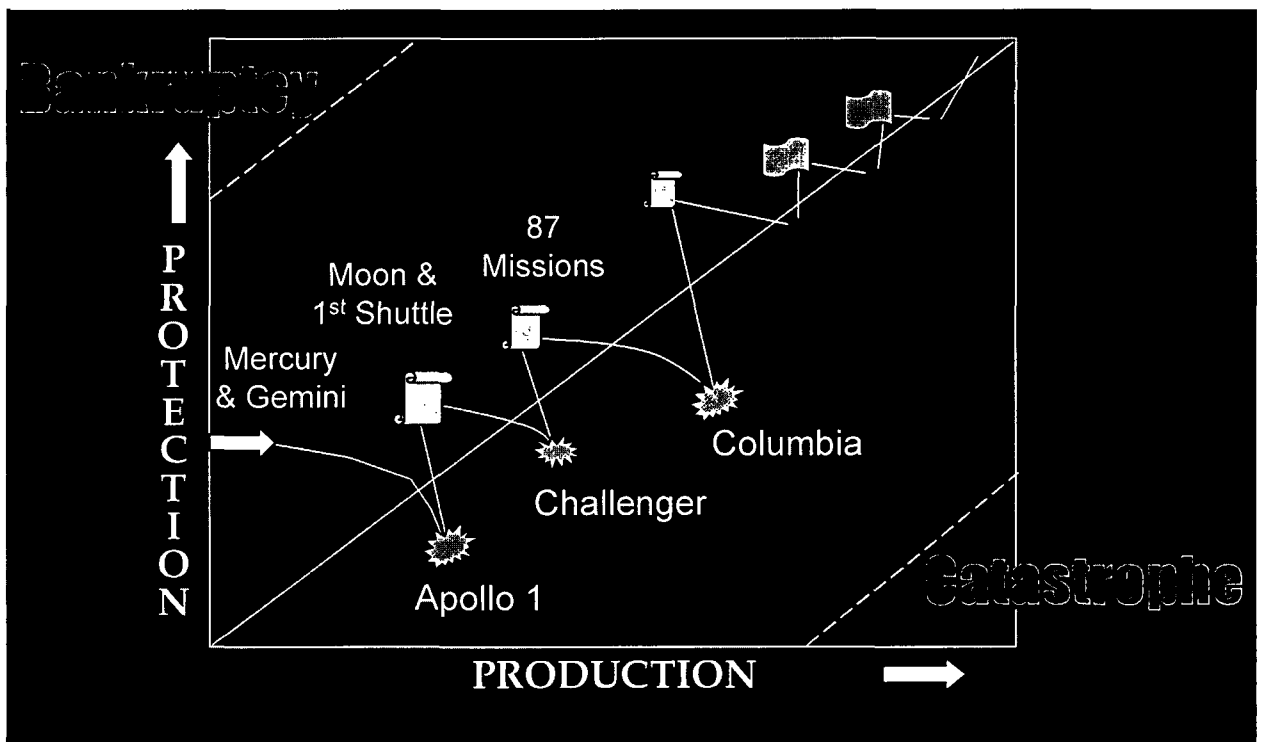 Bankruptcy
PROTECTION
Mercury
& Gemini
Moon &
1st Shuttle
87
Missions
Apollo 1
Challenger
Columbia
Catastrophe
PRODUCTION